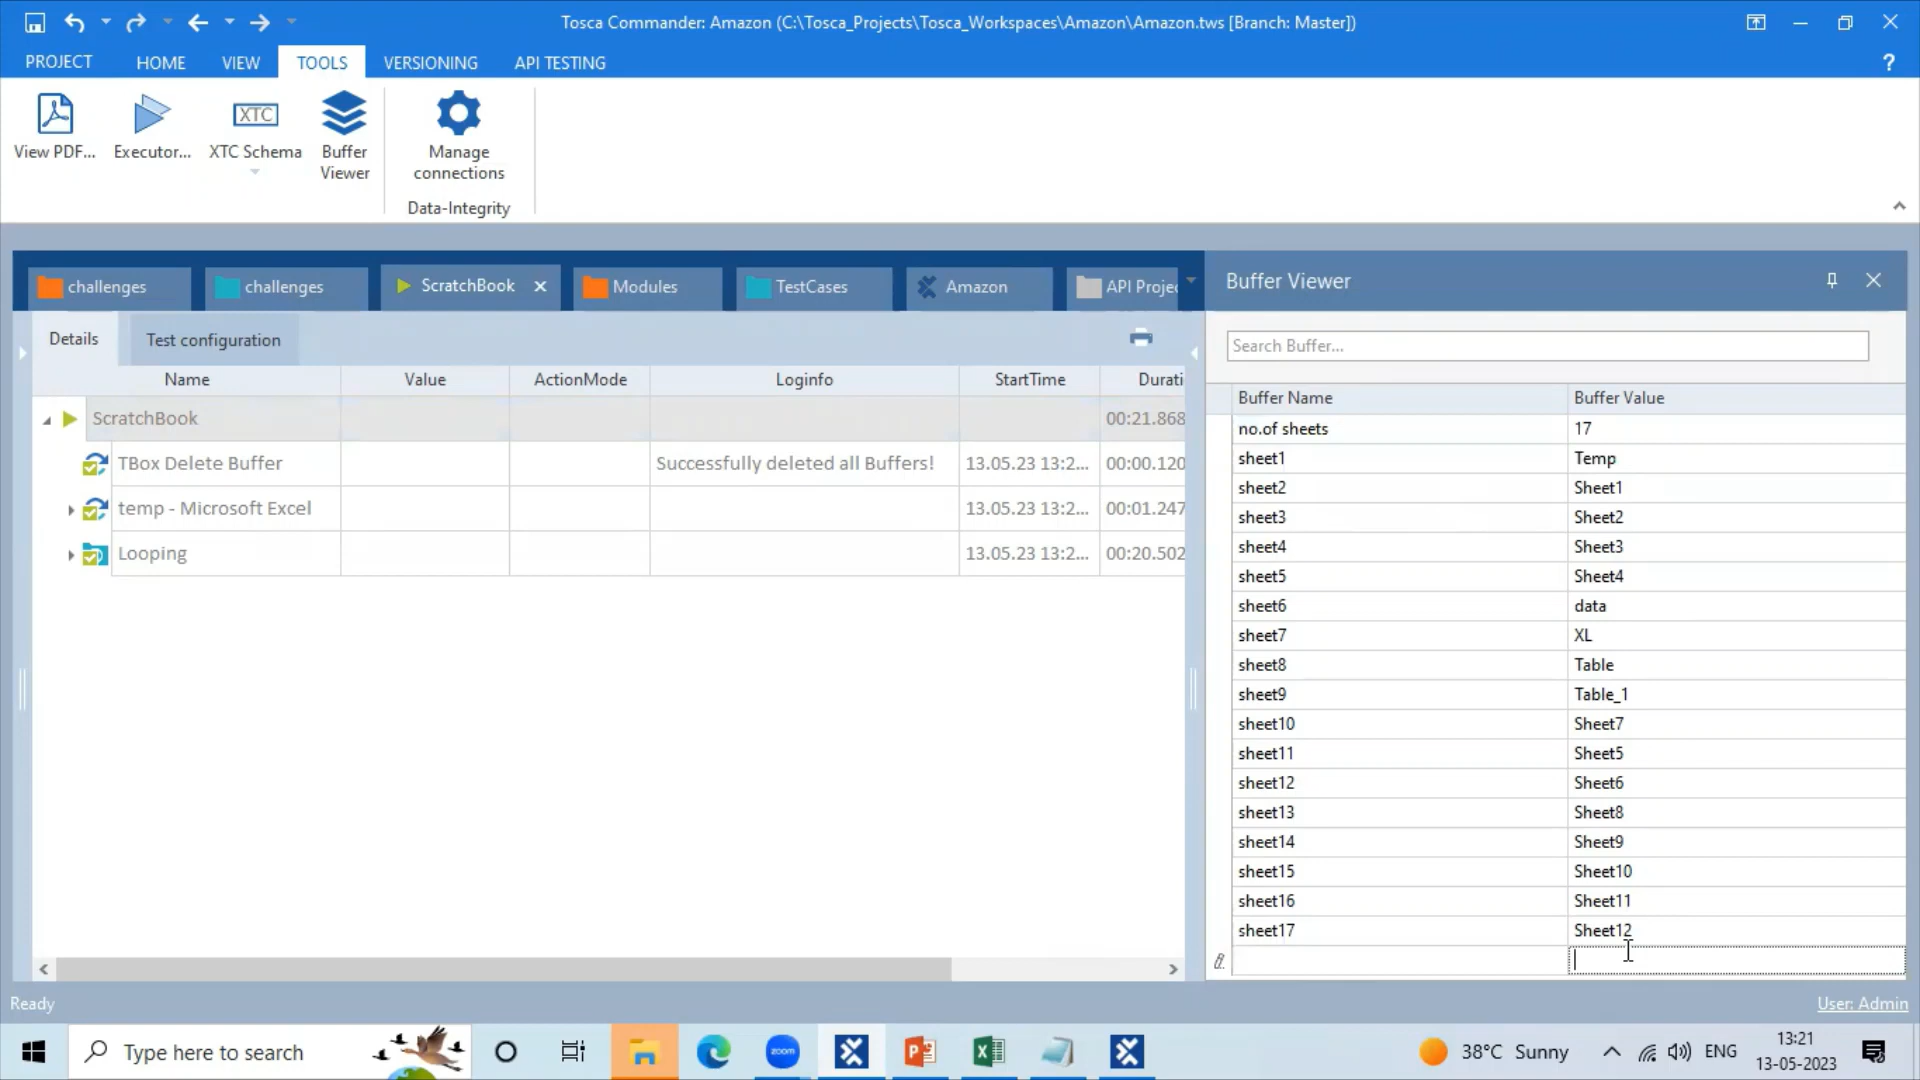 Tosca Commander: Amazon (C:\Tosca_Projects\Tosca_Workspaces\Amazon\Amazon.tws [Branch: Master])
PROJECT HOME VIEW TOOLS VERSIONING API TESTING ?
View PDF... Executor... XTC Schema Buffer Viewer Manage connections
XTC
Data-Integrity
challenges challenges ScratchBook Modules TestCases Amazon API Projec
Buffer Viewer
Details Test configuration
Search Buffer...
Name Value ActionMode Loginfo StartTime Durati
ScratchBook 00:21.868
TBox Delete Buffer Successfully deleted all Buffers! 13.05.23 13:2... 00:00.120
temp - Microsoft Excel 13.05.23 13:2... 00:01.247
Looping 13.05.23 13:2... 00:20.502
Buffer Name Buffer Value
no.of sheets 17
sheet1 Temp
sheet2 Sheet1
sheet3 Sheet2
sheet4 Sheet3
sheet5 Sheet4
sheet6 data
sheet7 XL
sheet8 Table
sheet9 Table_1
sheet10 Sheet7
sheet11 Sheet5
sheet12 Sheet6
sheet13 Sheet8
sheet14 Sheet9
sheet15 Sheet10
sheet16 Sheet11
sheet17 Sheet12
Ready User: Admin
Type here to search zoom 38°C Sunny ENG 13:21
13-05-2023